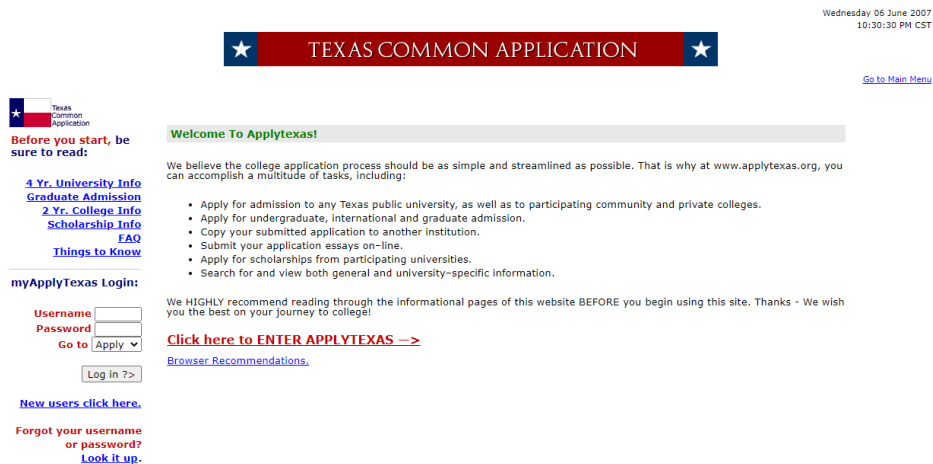 Wednesday 06 June 2007
10:30:30 PM CST
TEXAS COMMON APPLICATION
Go to Main Menu
Texas
Common
Application
Before you start, be
sure to read:
4 Yr. University Info
Graduate Admission
2 Yr. College Info
Scholarship Info
FAQ
Things to Know
myApplyTexas Login:
Username
Password
Go to Apply
Log in ?>
New users click here.
Forgot your username
or password?
Look it up.
Welcome To Applytexas!
We believe the college application process should be as simple and streamlined as possible. That is why at www.applytexas.org, you
can accomplish a multitude of tasks, including:
• Apply for admission to any Texas public university, as well as to participating community and private colleges.
• Apply for undergraduate, international and graduate admission.
• Copy your submitted application to another institution.
• Submit your application essays on-line.
• Apply for scholarships from participating universities.
• Search for and view both general and university-specific information.
We HIGHLY recommend reading through the informational pages of this website BEFORE you begin using this site. Thanks - We wish
you the best on your journey to college!
Click here to ENTER APPLYTEXAS —>
Browser Recommendations.